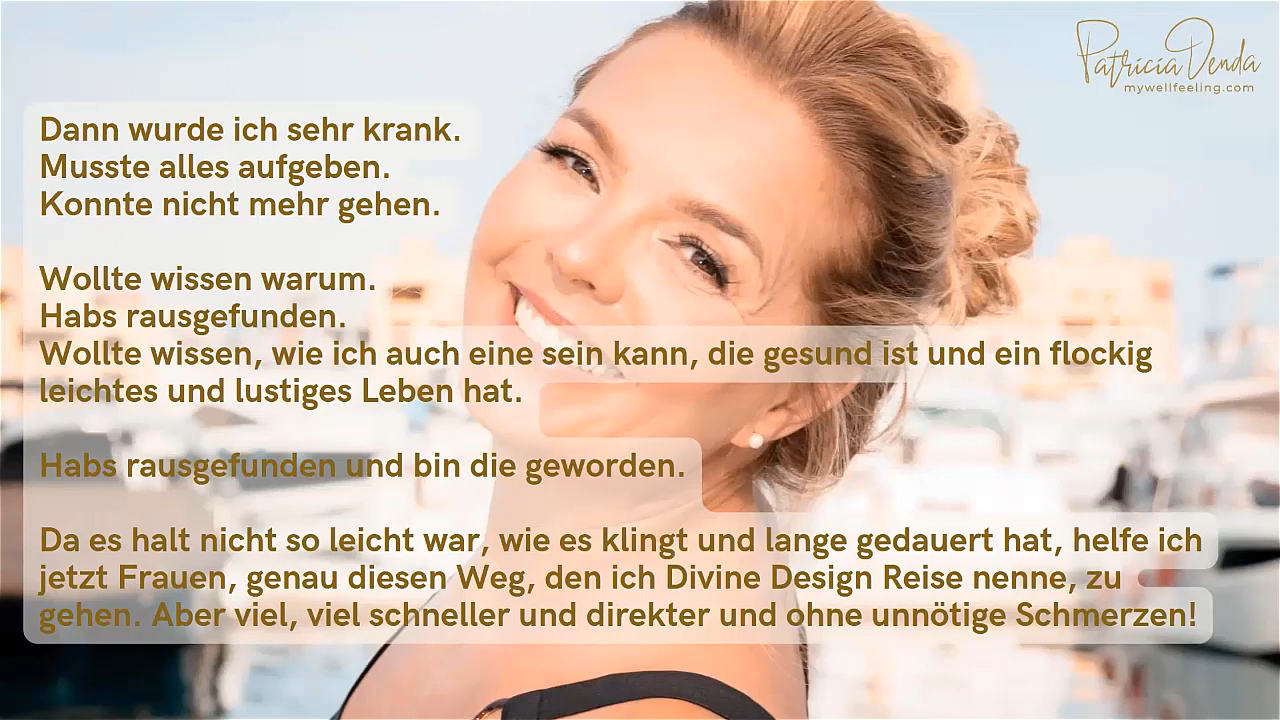 Patricia Denda
mywellfeeling.com
Dann wurde ich sehr krank.
Musste alles aufgeben.
Konnte nicht mehr gehen.
Wollte wissen warum.
Habs rausgefunden.
Wollte wissen, wie ich auch eine sein kann, die gesund ist und ein flockig
leichtes und lustiges Leben hat.
Habs rausgefunden und bin die geworden.
Da es halt nicht so leicht war, wie es klingt und lange gedauert hat, helfe ich
jetzt Frauen, genau diesen Weg, den ich Divine Design Reise nenne, zu
gehen. Aber viel, viel schneller und direkter und ohne unnötige Schmerzen!